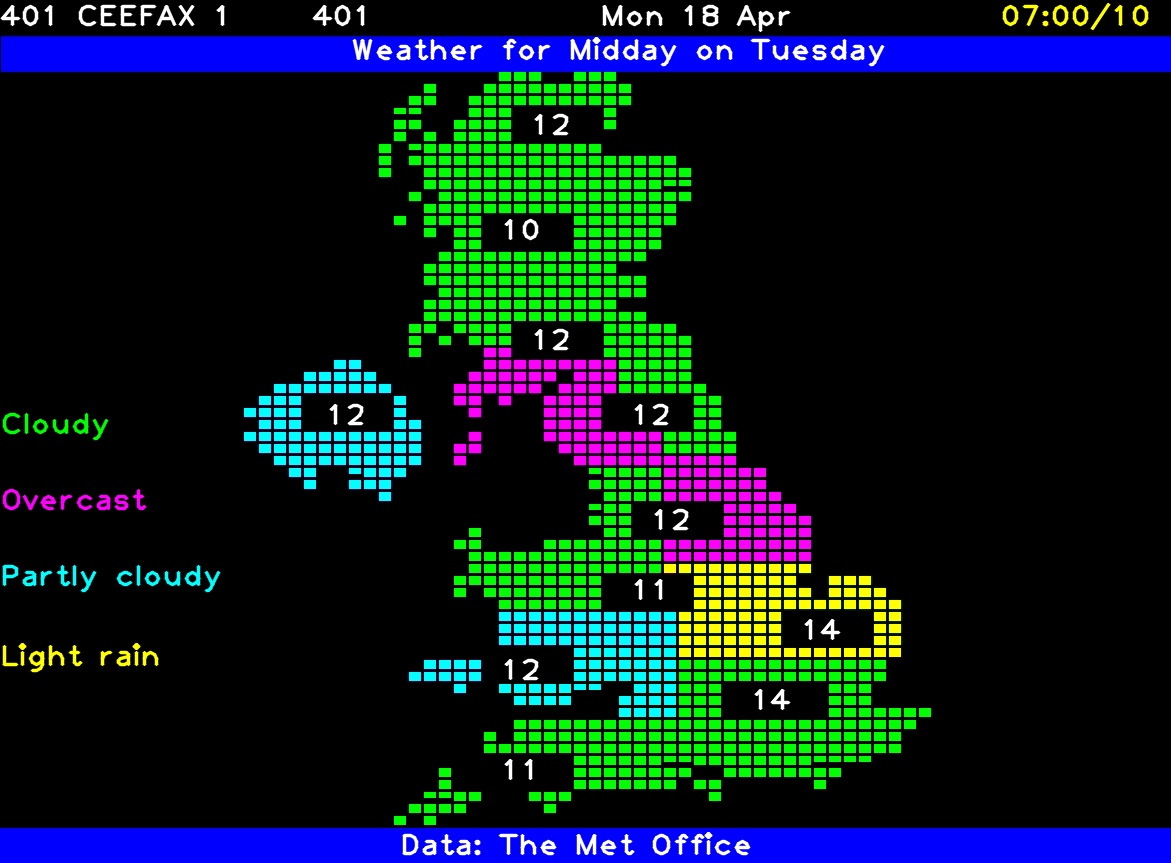 401 CEEFAX 1 401 Mon 18 Apr 07:00/10
Weather for Midday on Tuesday
12
10
12
12
12
Cloudy
Overcast
12
Partly cloudy
11
14
Light rain
12
14
11
Data: The Met Office